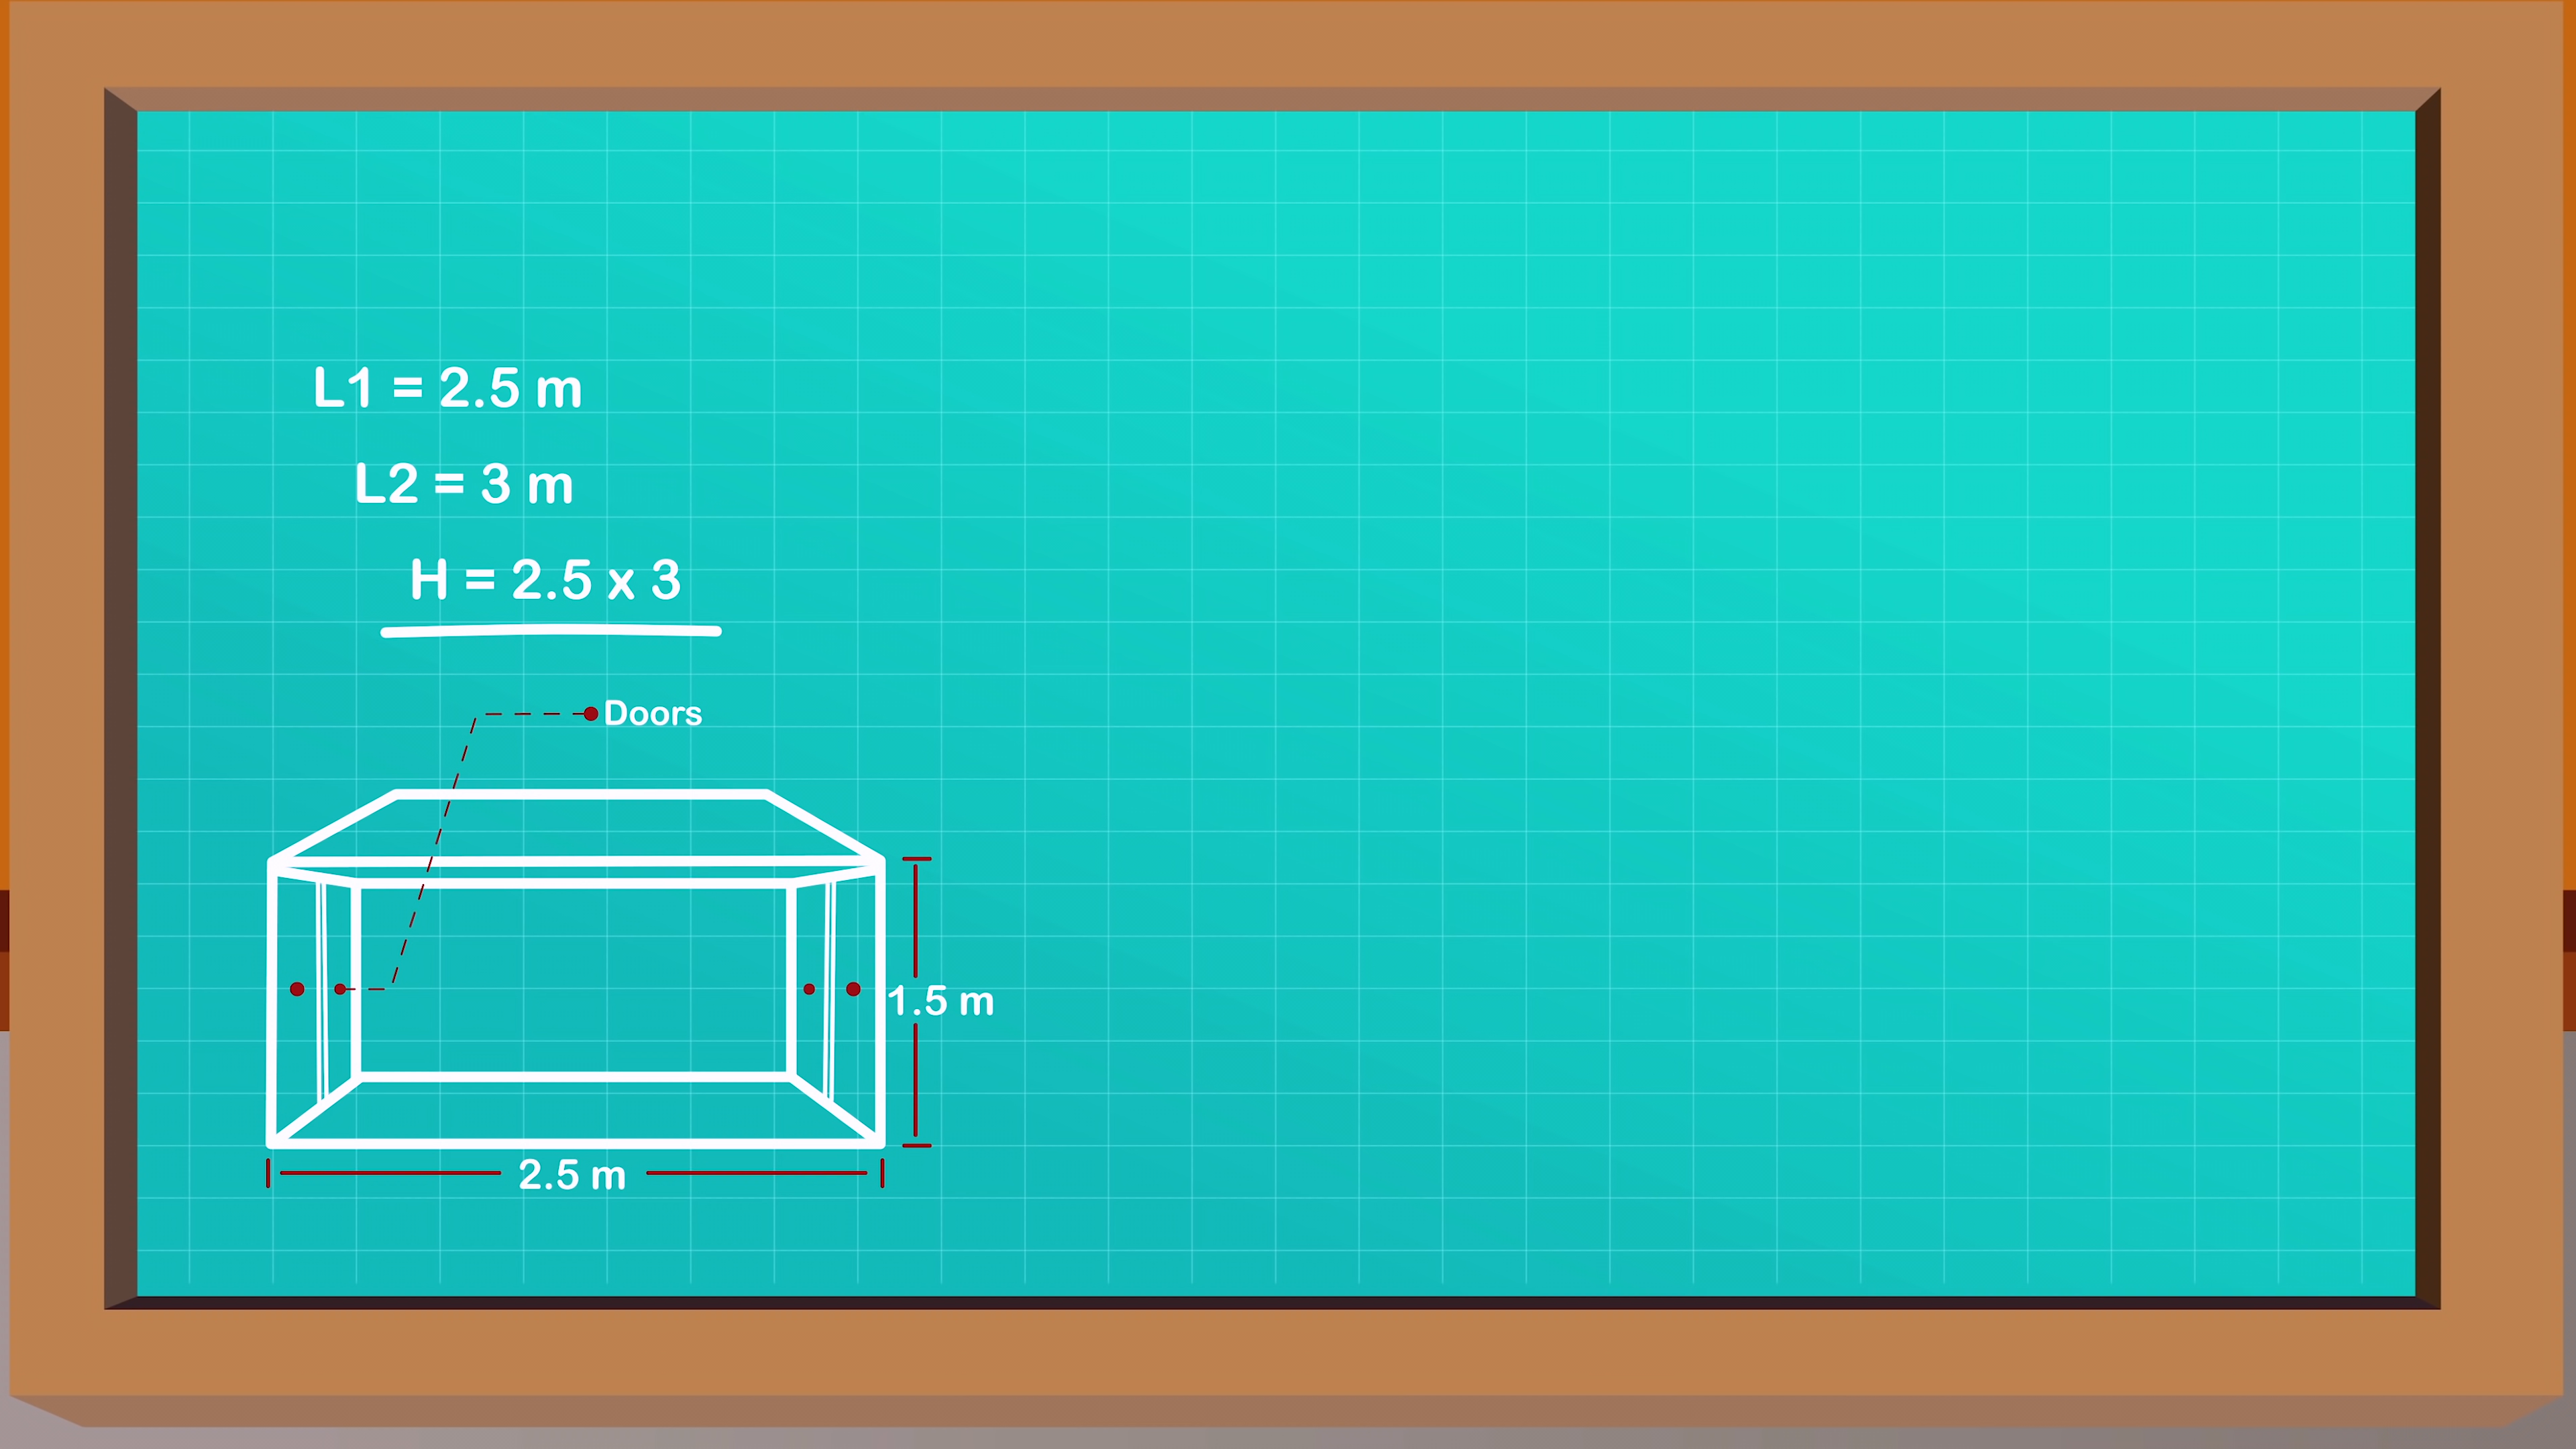 L1 = 2.5 m
L2 = 3 m
H = 2.5 x 3
Doors
1.5 m
2.5 m